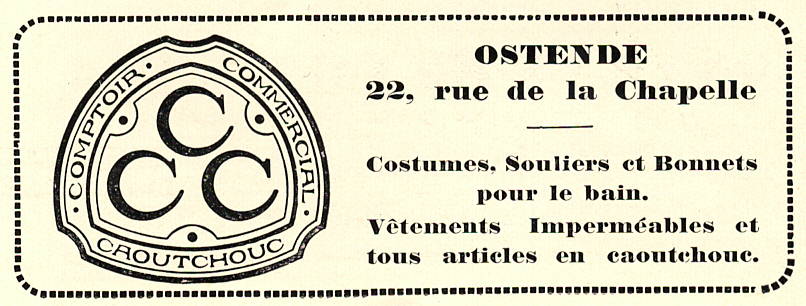 COMPTOIR · COMMERCIAL ·
CAOUTCHOUC
C
C C
OSTENDE
22, rue de la Chapelle
Costumes, Souliers et Bonnets
pour le bain.
Vêtements Imperméables et
tous articles en caoutchouc.